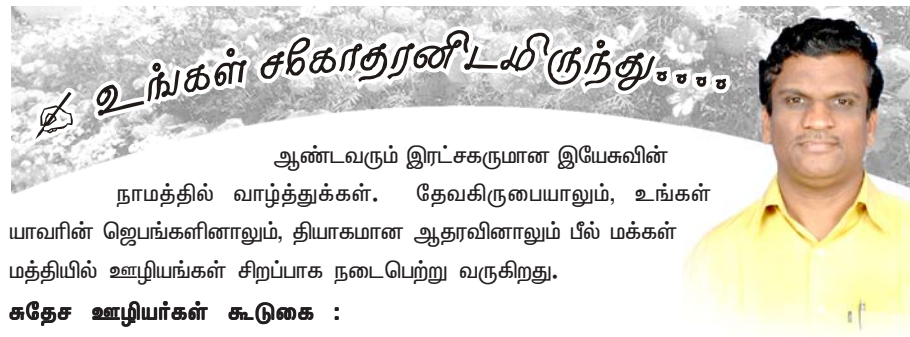 உங்கள் சகோதரனிடமிருந்து....
ஆண்டவரும் இரட்சகருமான இயேசுவின்
நாமத்தில் வாழ்த்துக்கள். தேவகிருபையாலும், உங்கள்
யாவரின் ஜெபங்களினாலும், தியாகமான ஆதரவினாலும் பீல் மக்கள்
மத்தியில் ஊழியங்கள் சிறப்பாக நடைபெற்று வருகிறது.
சுதேச ஊழியர்கள் கூடுகை :